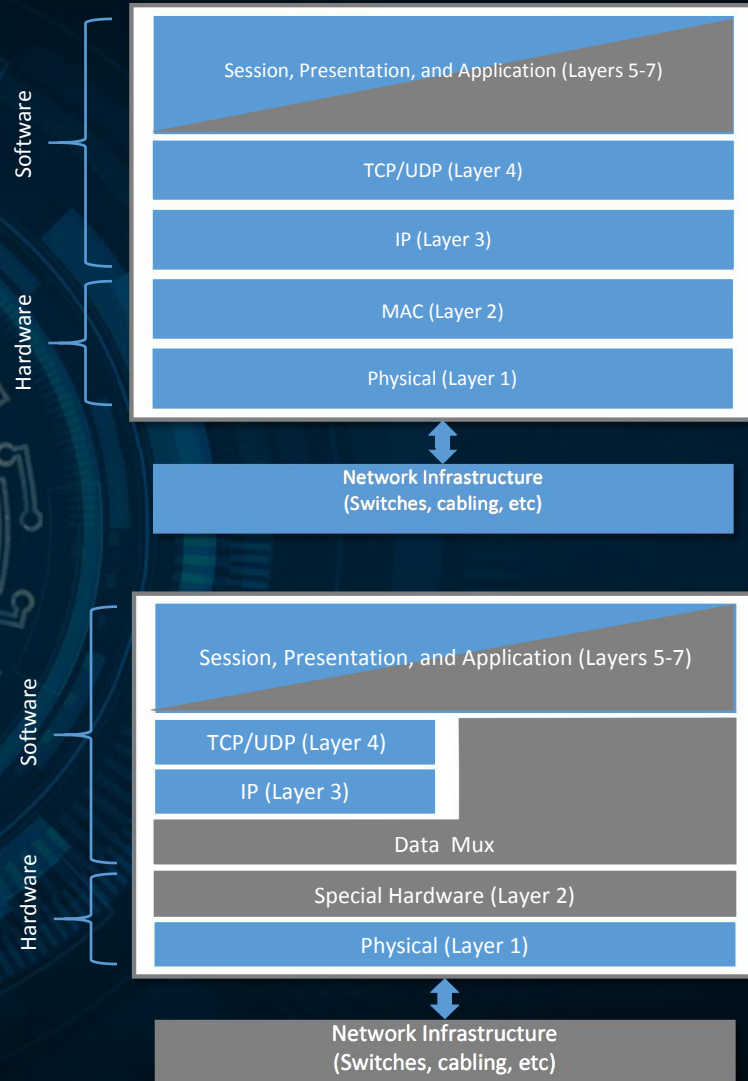 Software
Session, Presentation, and Application (Layers 5-7)
TCP/UDP (Layer 4)
IP (Layer 3)
Hardware
MAC (Layer 2)
Physical (Layer 1)
Network Infrastructure
(Switches, cabling, etc)
Software
Session, Presentation, and Application (Layers 5-7)
TCP/UDP (Layer 4)
IP (Layer 3)
Data Mux
Hardware
Special Hardware (Layer 2)
Physical (Layer 1)
Network Infrastructure
(Switches, cabling, etc)